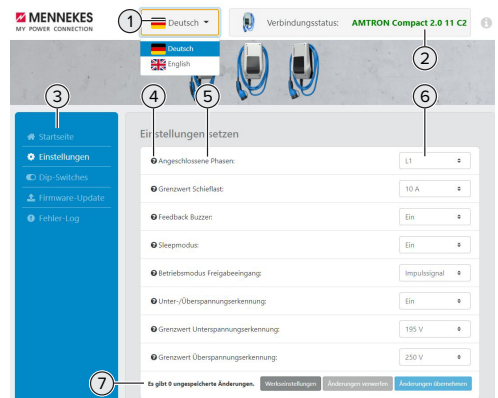 MENNEKES
MY POWER CONNECTION
1
Deutsch
Verbindungsstatus: AMTRON Compact 2.0 11 C2
Deutsch
English
2
3
4
5
6
Startseite
Einstellungen
Dip-Switches
Firmware-Update
Fehler-Log
Einstellungen setzen
Angeschlossene Phasen: L1
Grenzwert Schieflast: 10 A
Feedback Buzzer: Ein
Sleepmodus: Ein
Betriebsmodus Freigabeeingang: Impulssignal
Unter-/Überspannungserkennung: Ein
Grenzwert Unterspannungserkennung: 195 V
Grenzwert Überspannungserkennung: 250 V
7
Es gibt 0 ungespeicherte Änderungen. Werkseinstellungen Änderungen verwerfen Änderungen übernehmen